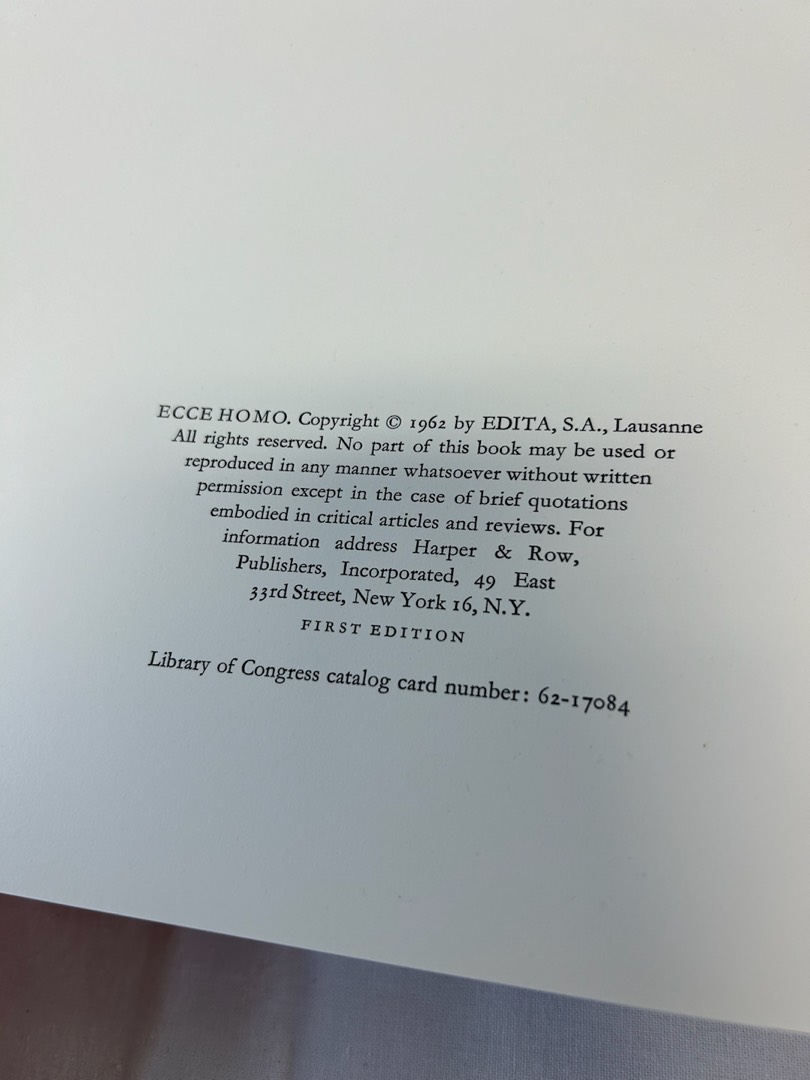 ECCE HOMO. Copyright © 1962 by EDITA, S.A., Lausanne
All rights reserved. No part of this book may be used or
reproduced in any manner whatsoever without written
permission except in the case of brief quotations
embodied in critical articles and reviews. For
information address Harper & Row,
Publishers, Incorporated, 49 East
33rd Street, New York 16, N.Y.
FIRST EDITION
Library of Congress catalog card number: 62-17084